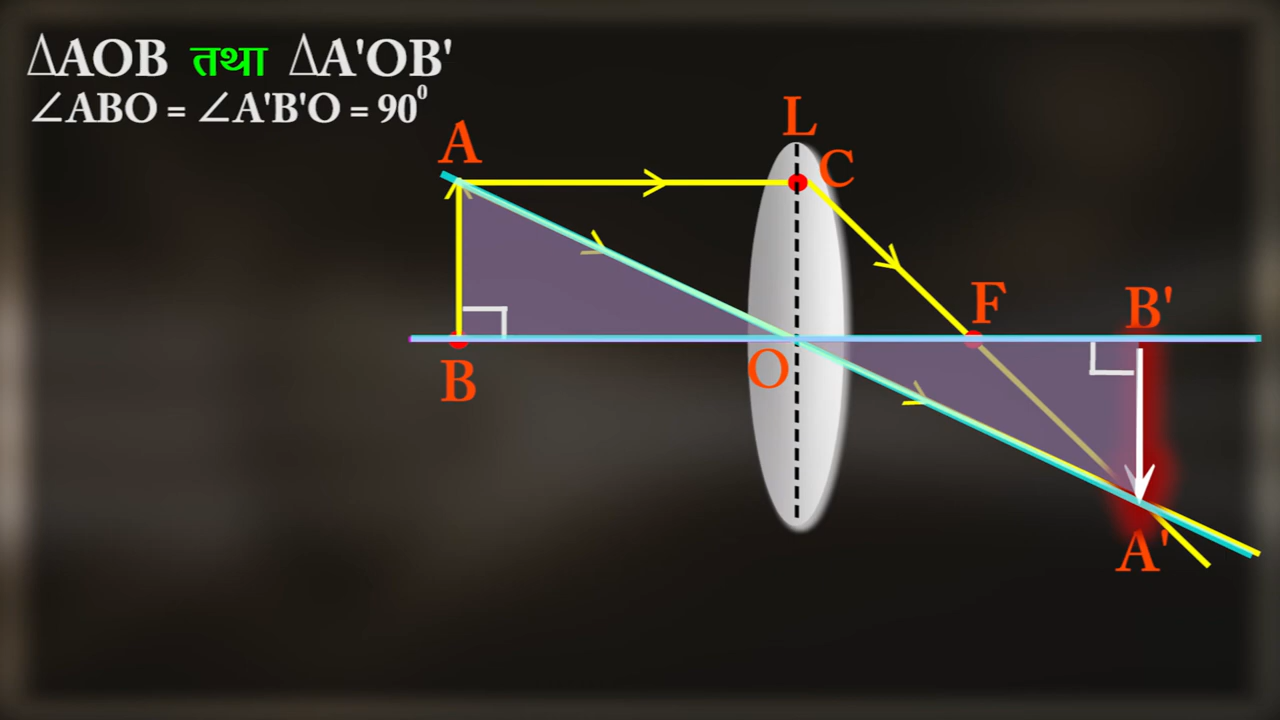 ΔAOB तथा ΔA'OB'
∠ABO = ∠A'B'O = 90⁰
L
A
C
F
B'
B
O
A'